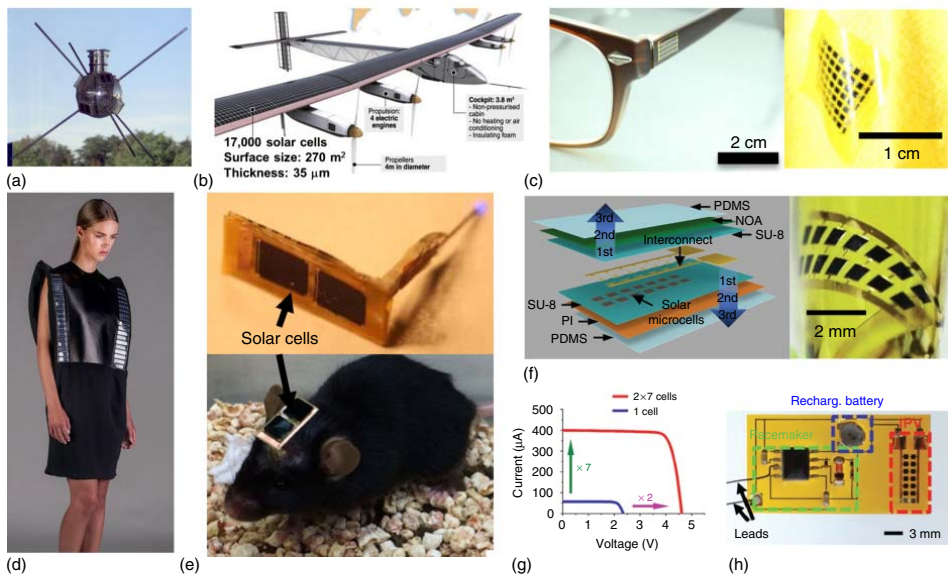 17,000 solar cells
Surface size: 270 m²
Thickness: 35 μm
Propulsion:
4 electric
engines
Cockpit: 3.8 m²
- Non-pressurised
cabin
- No heating or air
conditioning
- Insulating foam
Propellers
4m in diameter
2 cm
1 cm
(a)
(b)
(c)
Solar cells
PDMS
NOA
SU-8
3rd
2nd
1st
Interconnect
1st
2nd
3rd
SU-8
PI
PDMS
Solar
microcells
2 mm
(f)
2×7 cells
1 cell
500
400
300
200
100
0
Current (μA)
× 7
× 2
0
1
2
3
4
5
Voltage (V)
Recharg. battery
Pacemaker
IPV
Leads
3 mm
(d)
(e)
(g)
(h)